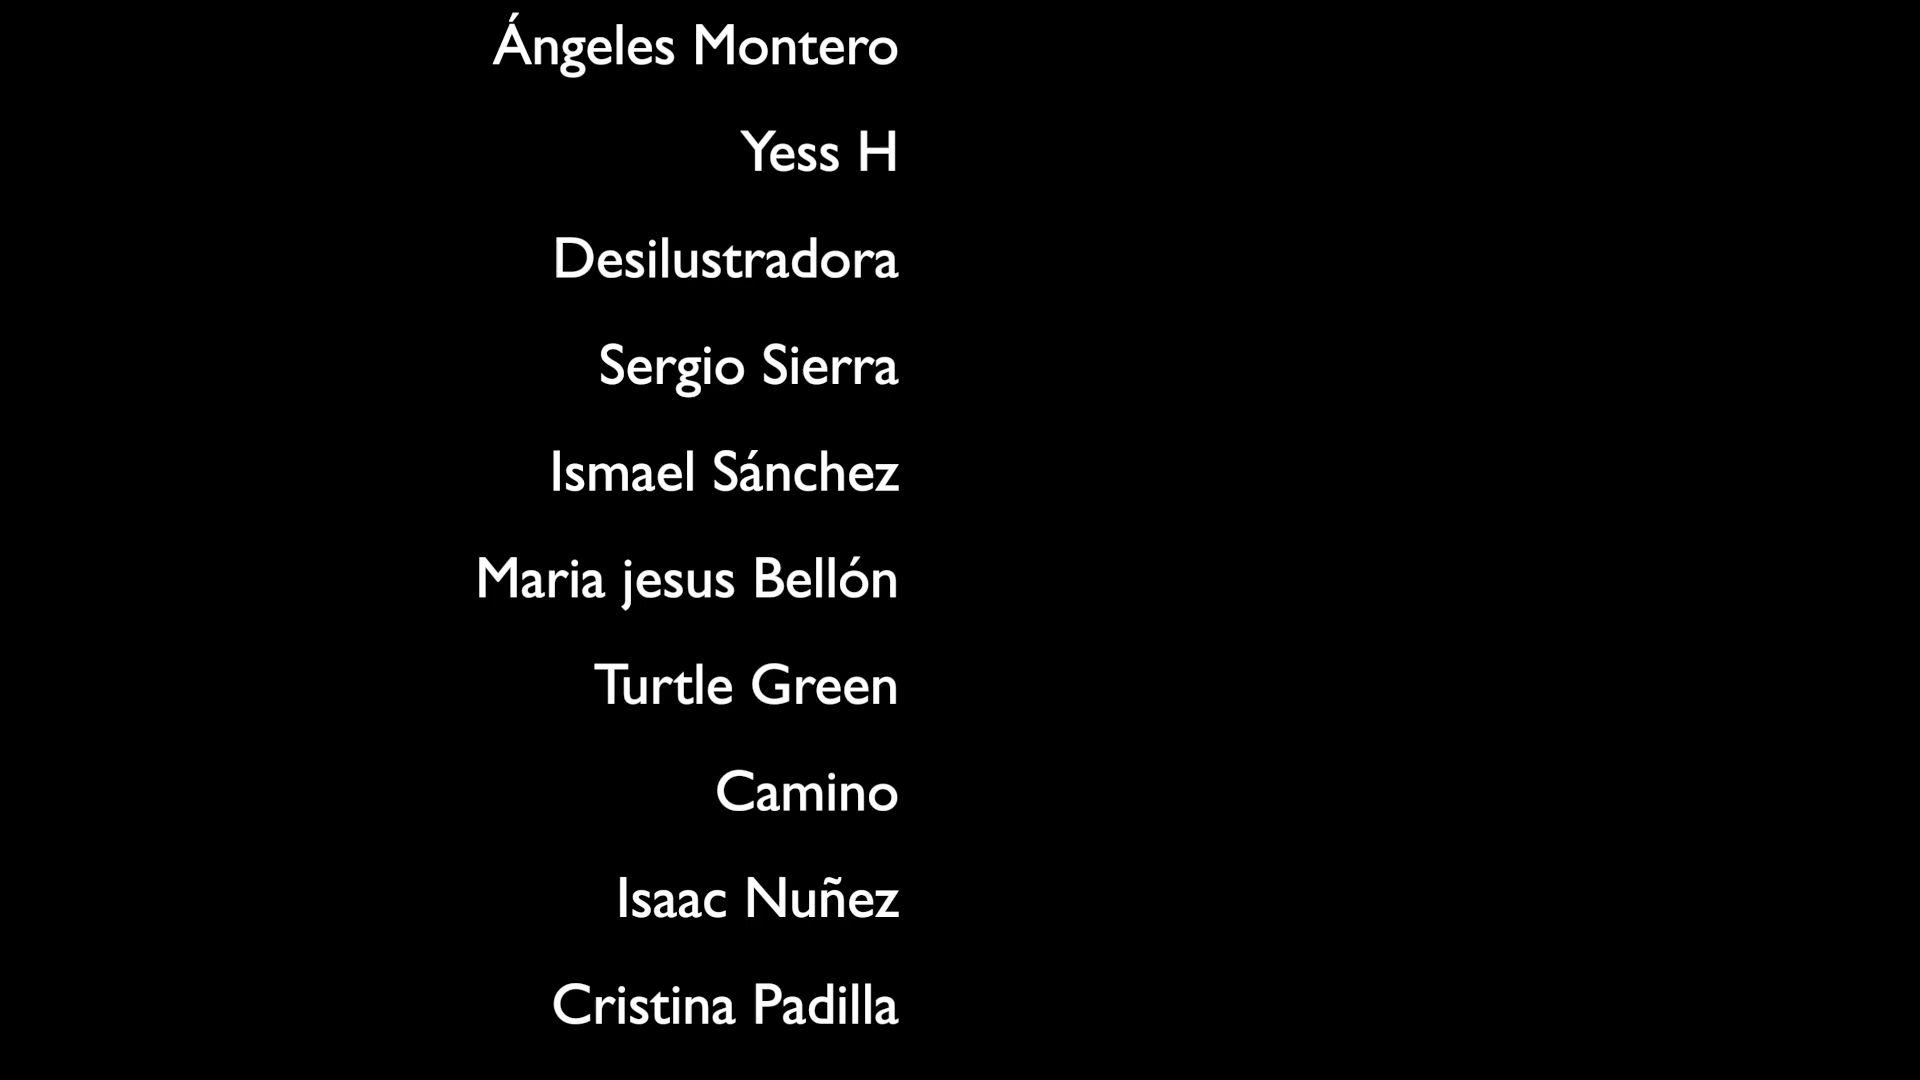 Ángeles Montero
Yess H
Desilustradora
Sergio Sierra
Ismael Sánchez
Maria jesus Bellón
Turtle Green
Camino
Isaac Nuñez
Cristina Padilla